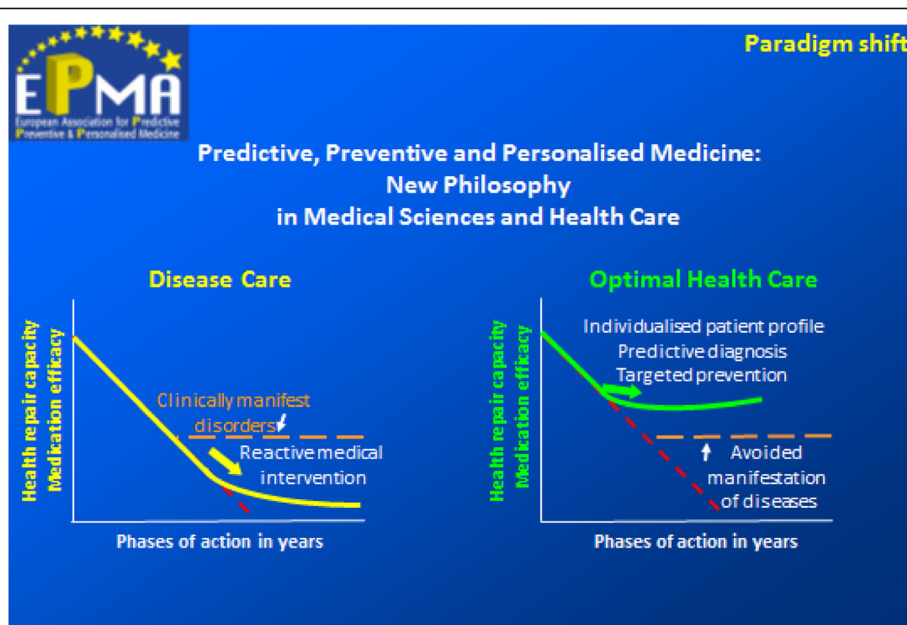 Paradigm shift
EPMA
European Association for Predictive
Preventive & Personalised Medicine
Predictive, Preventive and Personalised Medicine:
New Philosophy
in Medical Sciences and Health Care
Disease Care
Health repair capacity
Medication efficacy
Clinically manifest
disorders
Reactive medical
intervention
Phases of action in years
Optimal Health Care
Health repair capacity
Medication efficacy
Individualised patient profile
Predictive diagnosis
Targeted prevention
Avoided
manifestation
of diseases
Phases of action in years